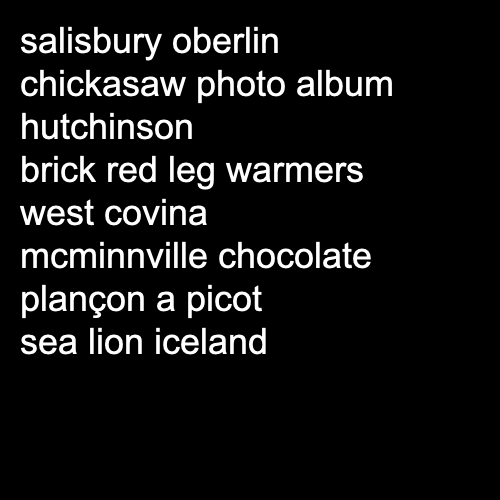 salisbury oberlin
chickasaw photo album
hutchinson
brick red leg warmers
west covina
mcminnville chocolate
plançon a picot
sea lion iceland